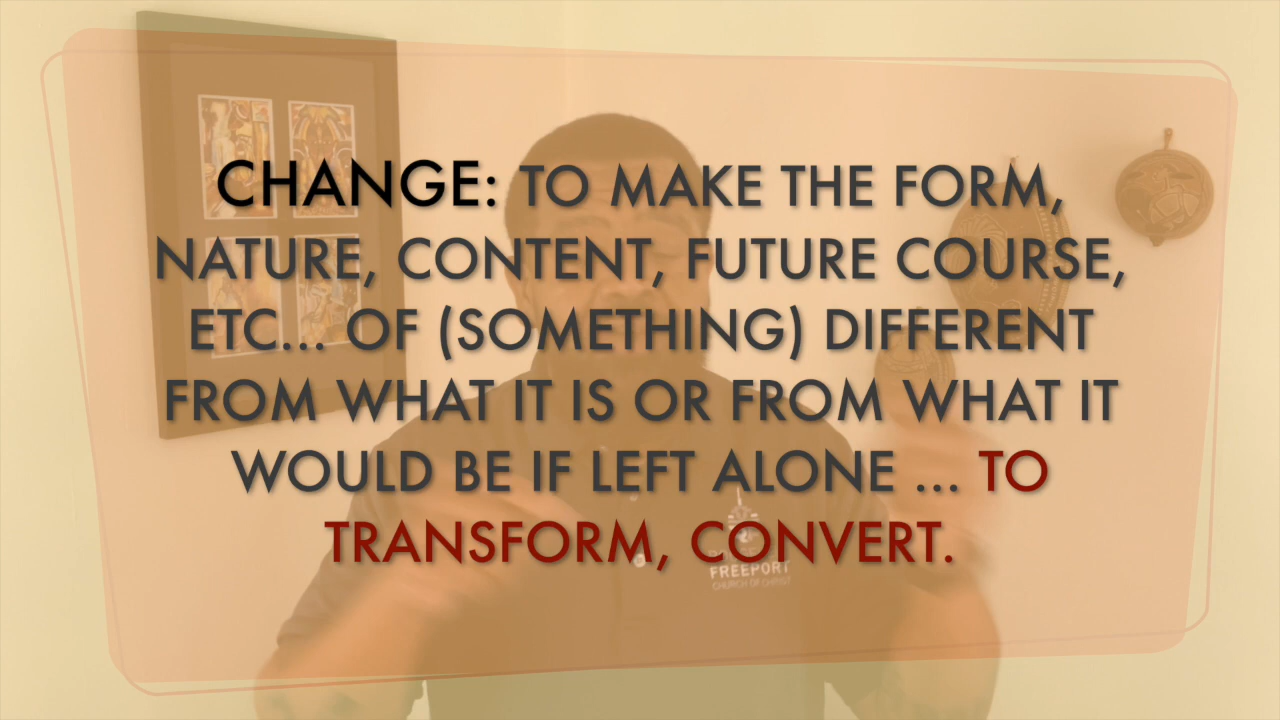 CHANGE: TO MAKE THE FORM,
NATURE, CONTENT, FUTURE COURSE,
ETC... OF (SOMETHING) DIFFERENT
FROM WHAT IT IS OR FROM WHAT IT
WOULD BE IF LEFT ALONE ... TO
TRANSFORM, CONVERT.
FREEPORT
CHURCH OF CHRIST